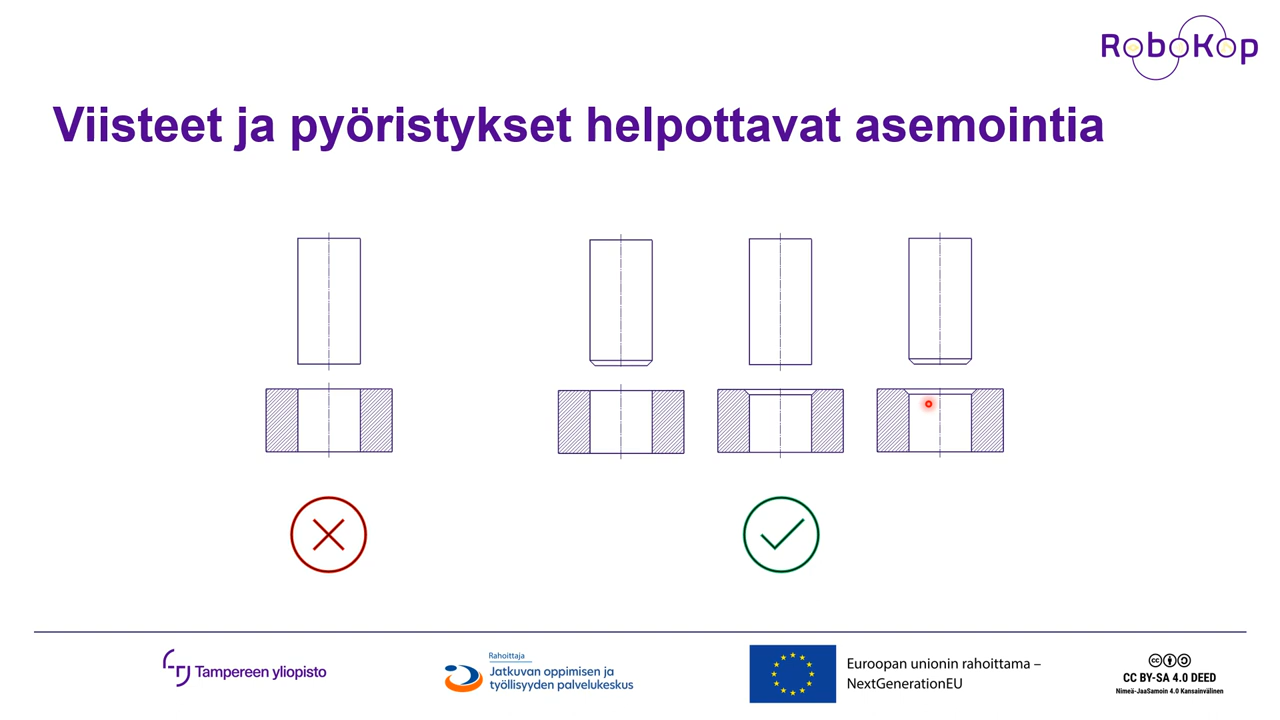 RoboKop
Viisteet ja pyöristykset helpottavat asemointia
Tampereen yliopisto
Rahoittaja
Jatkuvan oppimisen ja
työllisyyden palvelukeskus
Euroopan unionin rahoittama –
NextGenerationEU
CC BY-SA 4.0 DEED
Nimeä-JaaSamoin 4.0 Kansainvälinen